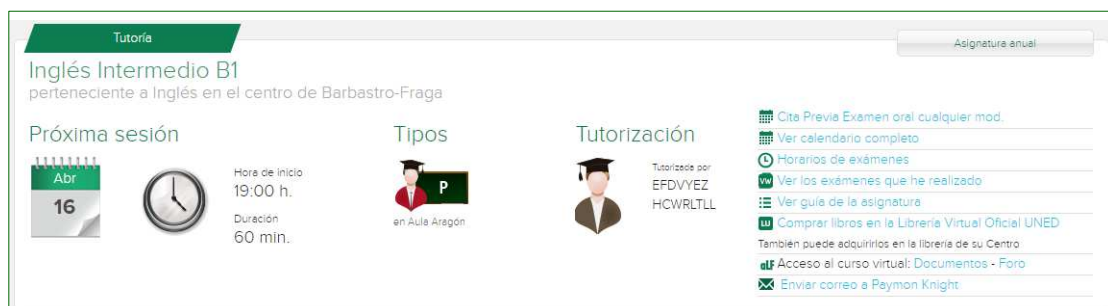 Tutoría
Asignatura anual
Inglés Intermedio B1
perteneciente a Inglés en el centro de Barbastro-Fraga
Próxima sesión
Abr
16
Hora de inicio
19:00 h.
Duración
60 min.
Tipos
P
en Aula Aragón
Tutorización
Tutorizada por
EFDVYEZ
HCWRLTLL
Cita Previa Examen oral cualquier mod.
Ver calendario completo
Horarios de exámenes
VW Ver los exámenes que he realizado
Ver guía de la asignatura
LU Comprar libros en la Librería Virtual Oficial UNED
También puede adquirirlos en la librería de su Centro
aLF Acceso al curso virtual: Documentos - Foro
Enviar correo a Paymon Knight